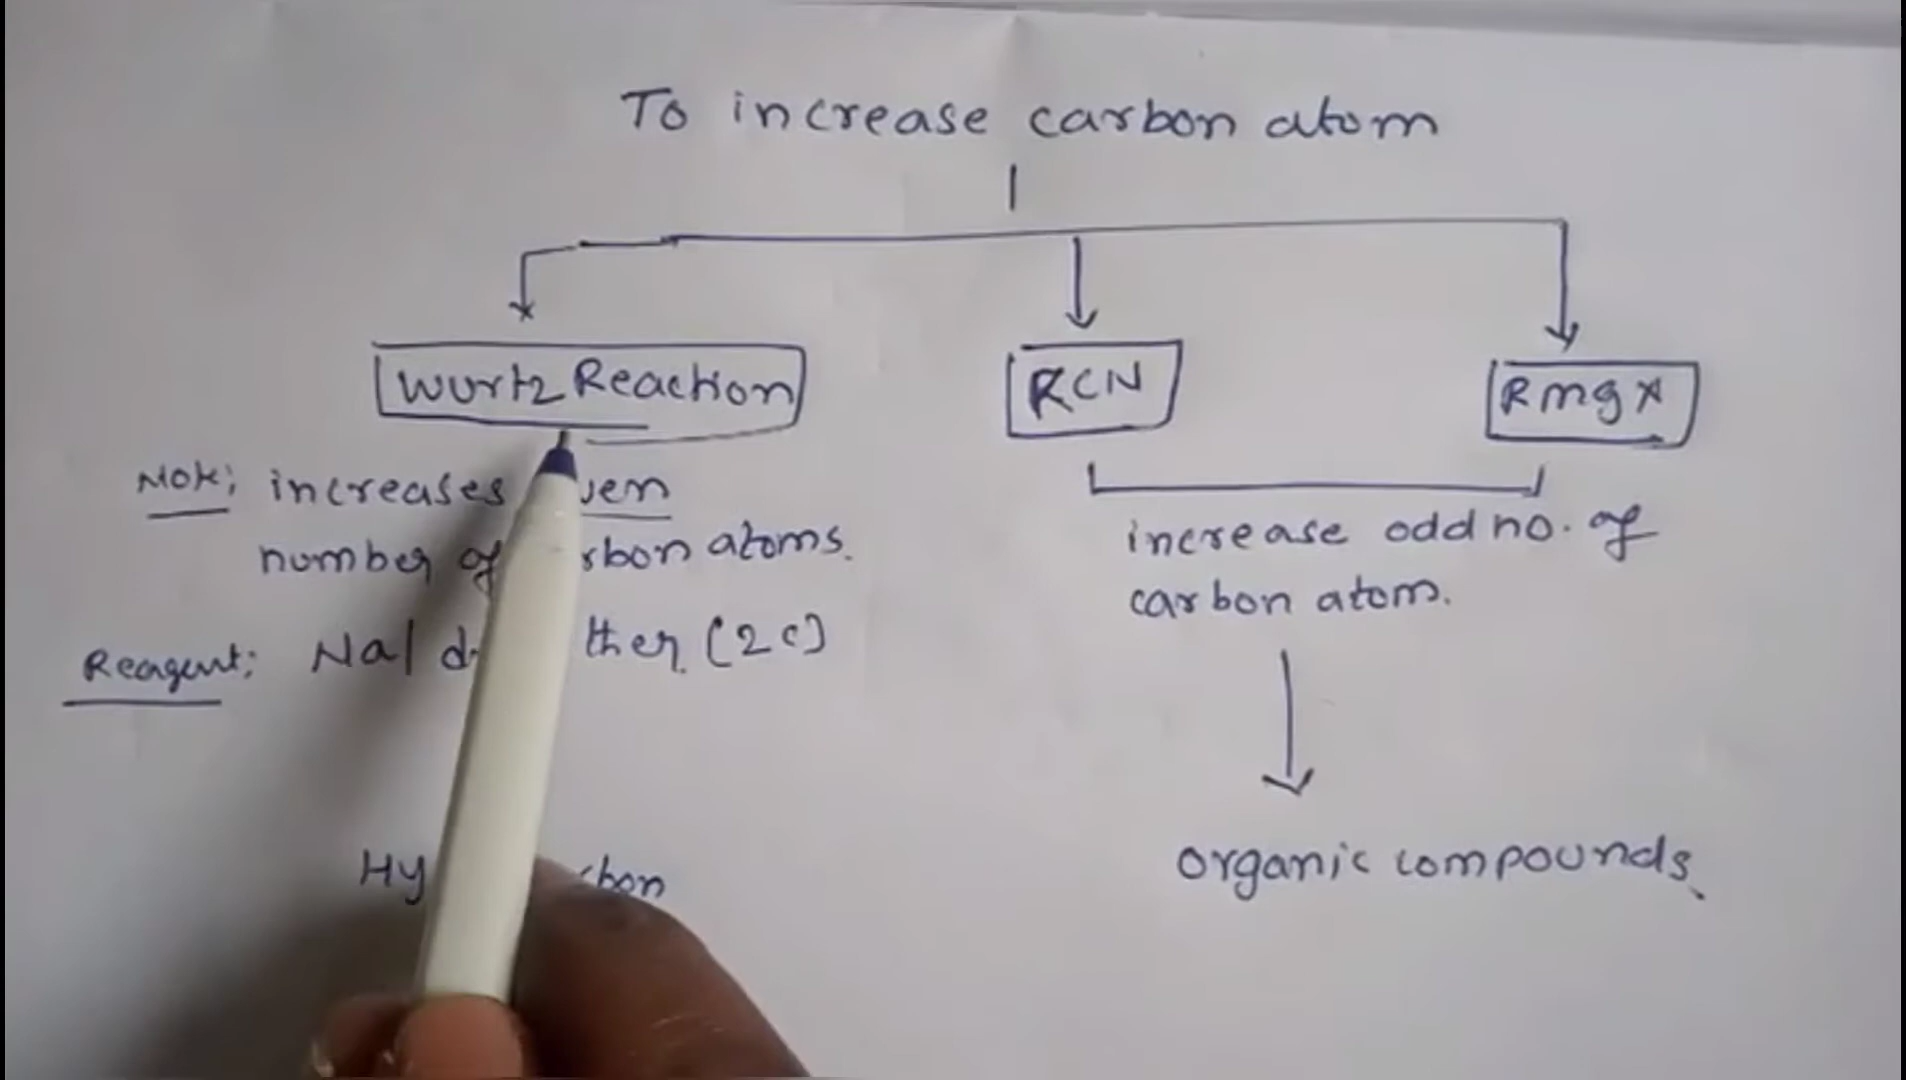 To increase carbon atom
Wurtz Reaction
RCN
RmgX
Note; increases
number of atoms.
increase odd no. of
carbon atom.
Reagent: Na| (2c)
organic compounds.